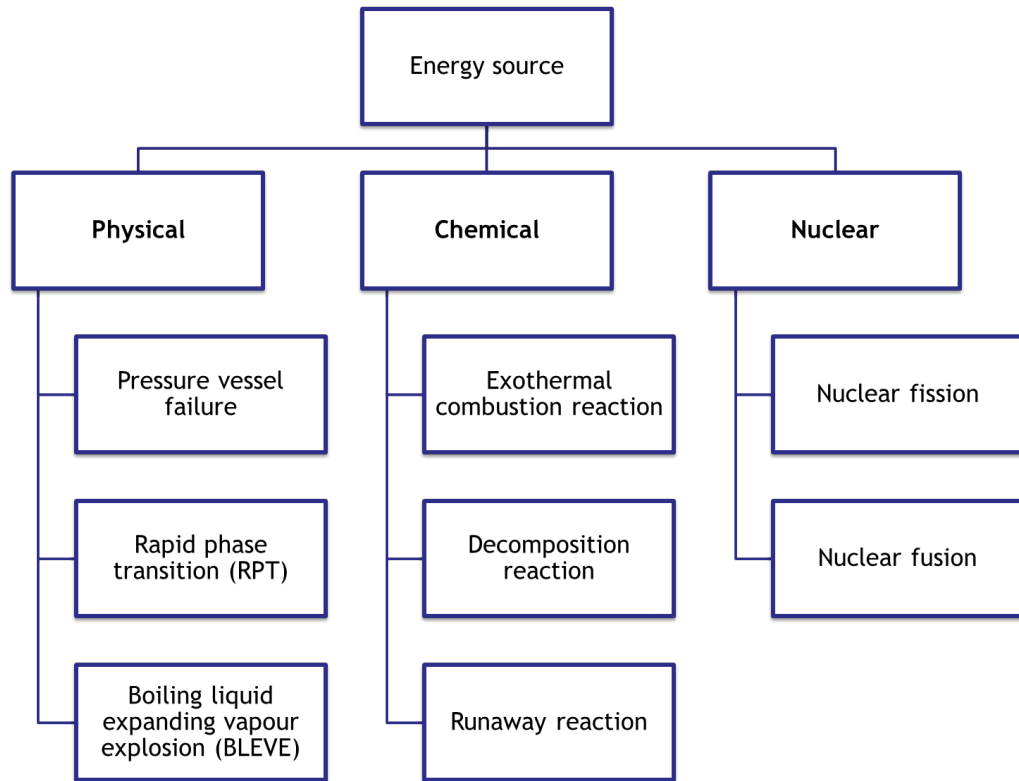 Energy source
Physical
Chemical
Nuclear
Pressure vessel
failure
Exothermal
combustion reaction
Nuclear fission
Rapid phase
transition (RPT)
Decomposition
reaction
Nuclear fusion
Boiling liquid
expanding vapour
explosion (BLEVE)
Runaway reaction